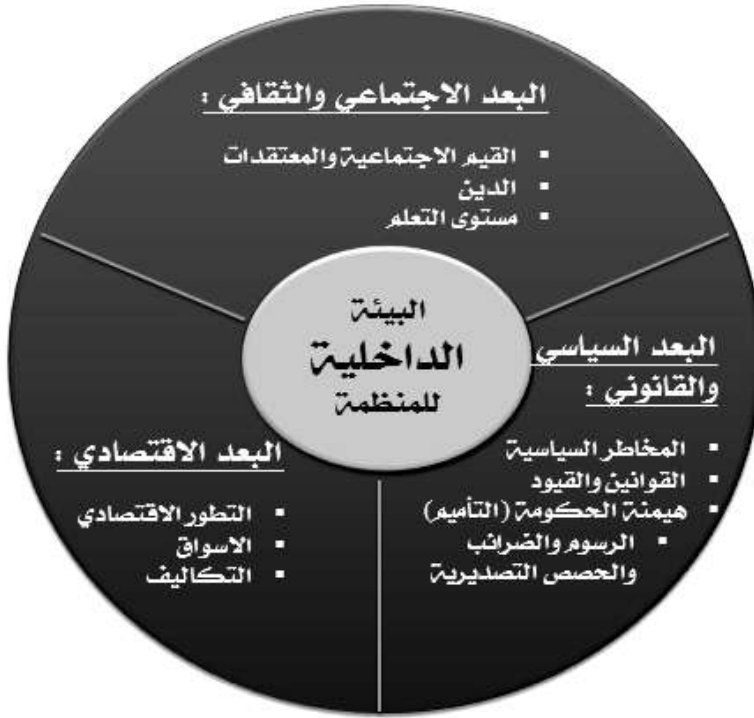 البعد الاجتماعي والثقافي :
▪ القيم الاجتماعية والمعتقدات
▪ الدين
▪ مستوى التعلم
البيئة
الداخلية
للمنظمة
البعد السياسي
والقانوني :
▪ المخاطر السياسية
▪ القوانين والقيود
▪ هيمنة الحكومة (التأميم)
▪ الرسوم والضرائب
والحصص التصديرية
البعد الاقتصادي :
▪ التطور الاقتصادي
▪ الاسواق
▪ التكاليف